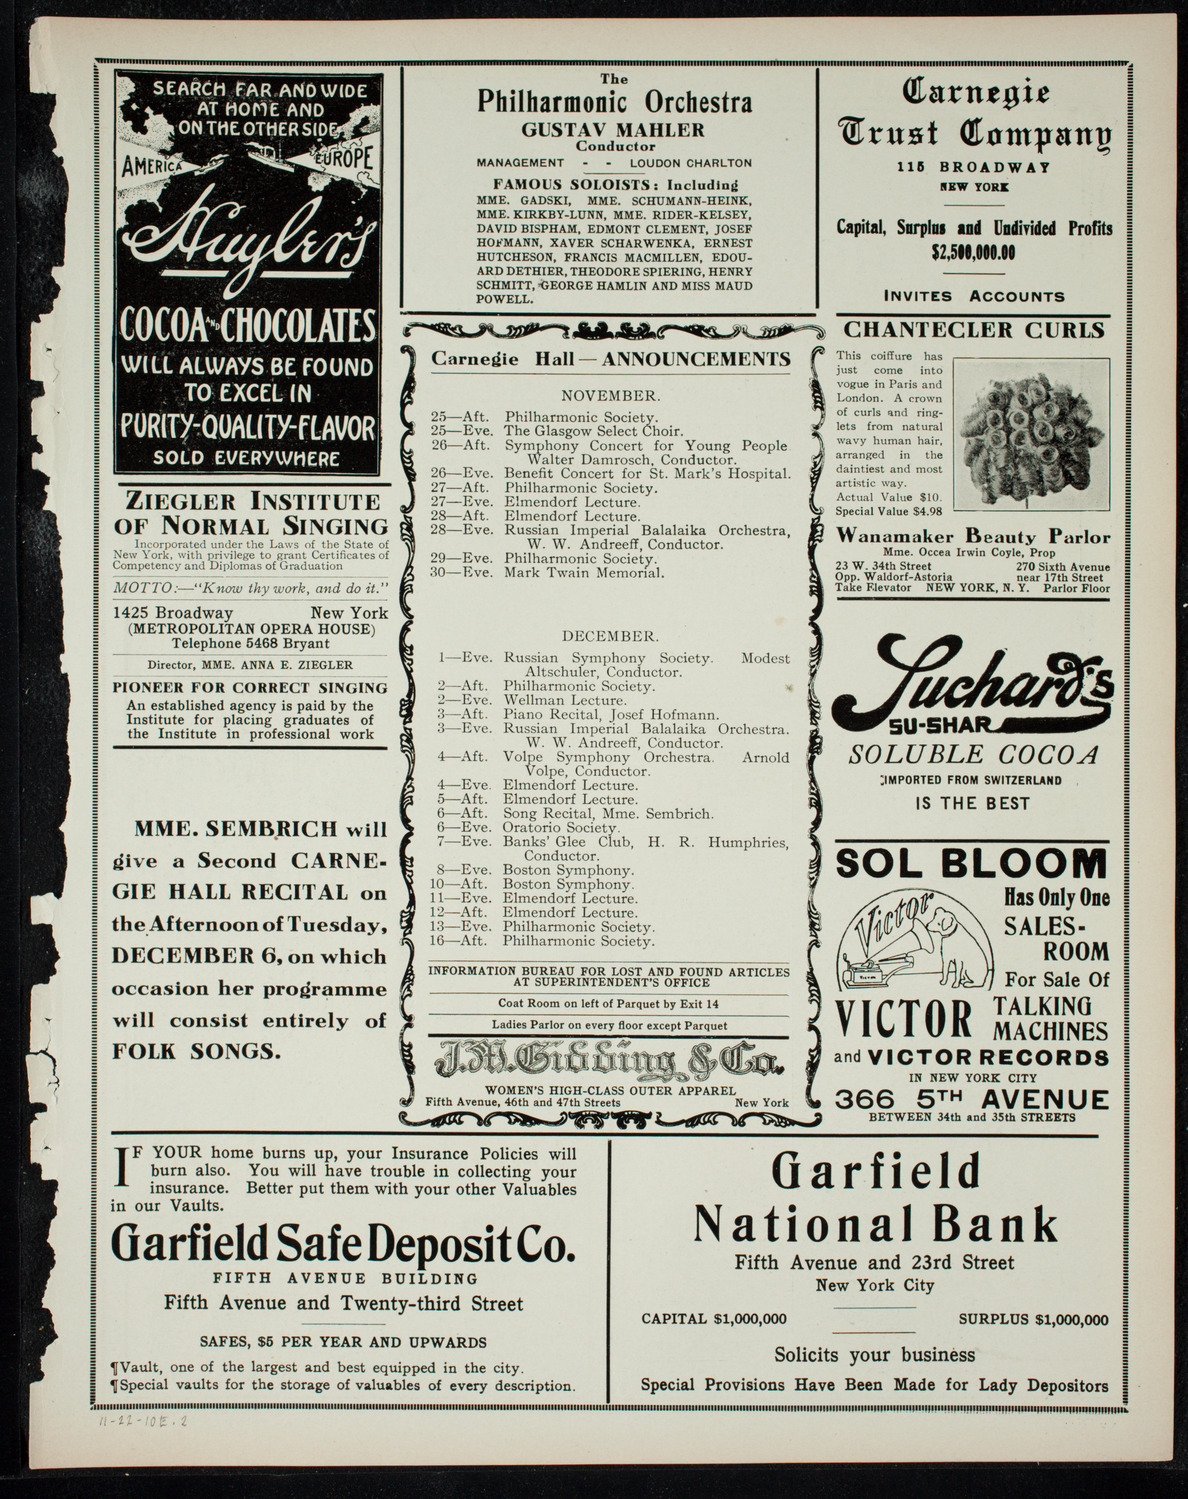 SEARCH FAR AND WIDE
AT HOME AND
ON THE OTHER SIDE
AMERICA
EUROPE
Huyler's
COCOA AND CHOCOLATES
WILL ALWAYS BE FOUND
TO EXCEL IN
PURITY-QUALITY-FLAVOR
SOLD EVERYWHERE
ZIEGLER INSTITUTE
OF NORMAL SINGING
Incorporated under the Laws of the State of
New York, with privilege to grant Certificates of
Competency and Diplomas of Graduation
MOTTO:—"Know thy work, and do it."
1425 Broadway New York
(METROPOLITAN OPERA HOUSE)
Telephone 5468 Bryant
Director, MME. ANNA E. ZIEGLER
PIONEER FOR CORRECT SINGING
An established agency is paid by the
Institute for placing graduates of
the Institute in professional work
MME. SEMBRICH will
give a Second CARNE-
GIE HALL RECITAL on
the Afternoon of Tuesday,
DECEMBER 6, on which
occasion her programme
will consist entirely of
FOLK SONGS.
The
Philharmonic Orchestra
GUSTAV MAHLER
Conductor
MANAGEMENT - - LOUDON CHARLTON
FAMOUS SOLOISTS: Including
MME. GADSKI, MME. SCHUMANN-HEINK,
MME. KIRKBY-LUNN, MME. RIDER-KELSEY,
DAVID BISPHAM, EDMONT CLEMENT, JOSEF
HOFMANN, XAVER SCHARWENKA, ERNEST
HUTCHESON, FRANCIS MACMILLEN, EDOU-
ARD DETHIER, THEODORE SPIERING, HENRY
SCHMITT, GEORGE HAMLIN AND MISS MAUD
POWELL.
Carnegie Hall—ANNOUNCEMENTS
NOVEMBER.
25—Aft. Philharmonic Society.
25—Eve. The Glasgow Select Choir.
26—Aft. Symphony Concert for Young People
Walter Damrosch, Conductor.
26—Eve. Benefit Concert for St. Mark's Hospital.
27—Aft. Philharmonic Society.
27—Eve. Elmendorf Lecture.
28—Aft. Elmendorf Lecture.
28—Eve. Russian Imperial Balalaika Orchestra,
W. W. Andreeff, Conductor.
29—Eve. Philharmonic Society.
30—Eve. Mark Twain Memorial.
DECEMBER.
1—Eve. Russian Symphony Society. Modest
Altschuler, Conductor.
2—Aft. Philharmonic Society.
2—Eve. Wellman Lecture.
3—Aft. Piano Recital, Josef Hofmann.
3—Eve. Russian Imperial Balalaika Orchestra.
W. W. Andreeff, Conductor.
4—Aft. Volpe Symphony Orchestra. Arnold
Volpe, Conductor.
4—Eve. Elmendorf Lecture.
5—Aft. Elmendorf Lecture.
6—Aft. Song Recital, Mme. Sembrich.
6—Eve. Oratorio Society.
7—Eve. Banks' Glee Club, H. R. Humphries,
Conductor.
8—Eve. Boston Symphony.
10—Aft. Boston Symphony.
11—Eve. Elmendorf Lecture.
12—Aft. Elmendorf Lecture.
13—Eve. Philharmonic Society.
16—Aft. Philharmonic Society.
INFORMATION BUREAU FOR LOST AND FOUND ARTICLES
AT SUPERINTENDENT'S OFFICE
Coat Room on left of Parquet by Exit 14
Ladies Parlor on every floor except Parquet
J. M. Gidding & Co.
WOMEN'S HIGH-CLASS OUTER APPAREL
Fifth Avenue, 46th and 47th Streets New York
Carnegie
Trust Company
115 BROADWAY
NEW YORK
Capital, Surplus and Undivided Profits
$2,500,000.00
INVITES ACCOUNTS
CHANTECLER CURLS
This coiffure has
just come into
vogue in Paris and
London. A crown
of curls and ring-
lets from natural
wavy human hair,
arranged in the
daintiest and most
artistic way.
Actual Value $10.
Special Value $4.98
Wanamaker Beauty Parlor
Mme. Occea Irwin Coyle, Prop
23 W. 34th Street 270 Sixth Avenue
Opp. Waldorf-Astoria near 17th Street
Take Elevator NEW YORK, N. Y. Parlor Floor
Suchard's
SU-SHAR
SOLUBLE COCOA
IMPORTED FROM SWITZERLAND
IS THE BEST
SOL BLOOM
Victor
Has Only One
SALES-
ROOM
For Sale Of
VICTOR TALKING
MACHINES
and VICTOR RECORDS
IN NEW YORK CITY
366 5TH AVENUE
BETWEEN 34th and 35th STREETS
IF YOUR home burns up, your Insurance Policies will
burn also. You will have trouble in collecting your
insurance. Better put them with your other Valuables
in our Vaults.
Garfield Safe Deposit Co.
FIFTH AVENUE BUILDING
Fifth Avenue and Twenty-third Street
SAFES, $5 PER YEAR AND UPWARDS
¶Vault, one of the largest and best equipped in the city.
¶Special vaults for the storage of valuables of every description.
Garfield
National Bank
Fifth Avenue and 23rd Street
New York City
CAPITAL $1,000,000 SURPLUS $1,000,000
Solicits your business
Special Provisions Have Been Made for Lady Depositors
11-22-10E.2